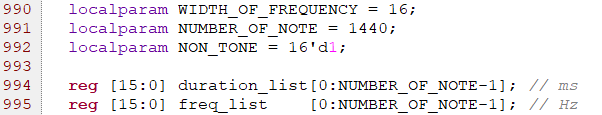 990 localparam WIDTH_OF_FREQUENCY = 16;
991 localparam NUMBER_OF_NOTE = 1440;
992 localparam NON_TONE = 16'd1;
993
994 reg [15:0] duration_list[0:NUMBER_OF_NOTE-1]; // ms
995 reg [15:0] freq_list [0:NUMBER_OF_NOTE-1]; // Hz